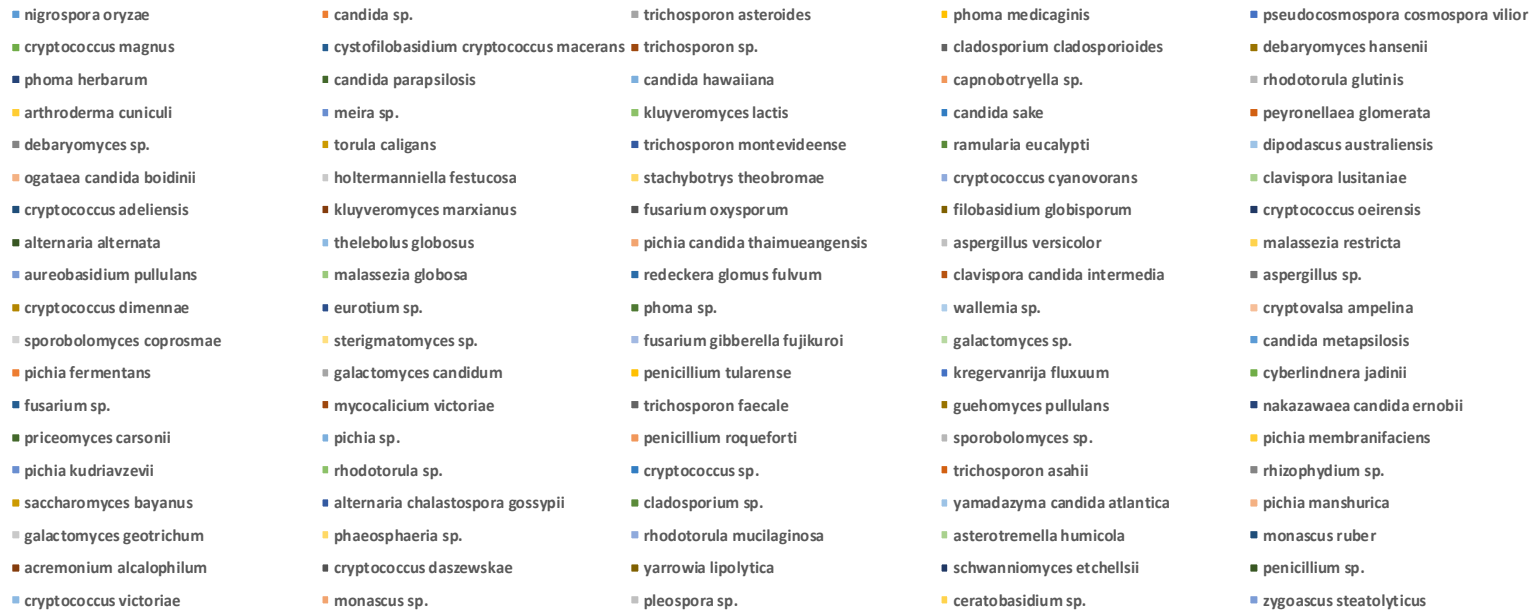 nigrospora oryzae candida sp. trichosporon asteroides phoma medicaginis pseudocosmospora cosmospora vilior
cryptococcus magnus cystofilobasidium cryptococcus macerans trichosporon sp. cladosporium cladosporioides debaryomyces hansenii
phoma herbarum candida parapsilosis candida hawaiiana capnobotryella sp. rhodotorula glutinis
arthroderma cuniculi meira sp. kluyveromyces lactis candida sake peyronellaea glomerata
debaryomyces sp. torula caligans trichosporon montevideense ramularia eucalypti dipodascus australiensis
ogataea candida boidinii holtermanniella festucosa stachybotrys theobromae cryptococcus cyanovorans clavispora lusitaniae
cryptococcus adeliensis kluyveromyces marxianus fusarium oxysporum filobasidium globisporum cryptococcus oeirensis
alternaria alternata thelebolus globosus pichia candida thaimueangensis aspergillus versicolor malassezia restricta
aureobasidium pullulans malassezia globosa redeckera glomus fulvum clavispora candida intermedia aspergillus sp.
cryptococcus dimennae eurotium sp. phoma sp. wallemia sp. cryptovalsa ampelina
sporobolomyces coprosmae sterigmatomyces sp. fusarium gibberella fujikuroi galactomyces sp. candida metapsilosis
pichia fermentans galactomyces candidum penicillium tularense kregervanrija fluxuum cyberlindnera jadinii
fusarium sp. mycocalicium victoriae trichosporon faecale guehomyces pullulans nakazawaea candida ernobii
priceomyces carsonii pichia sp. penicillium roqueforti sporobolomyces sp. pichia membranifaciens
pichia kudriavzevii rhodotorula sp. cryptococcus sp. trichosporon asahii rhizophydium sp.
saccharomyces bayanus alternaria chalastospora gossypii cladosporium sp. yamadazyma candida atlantica pichia manshurica
galactomyces geotrichum phaeosphaeria sp. rhodotorula mucilaginosa asterotremella humicola monascus ruber
acremonium alcalophilum cryptococcus daszewskae yarrowia lipolytica schwanniomyces etchellsii penicillium sp.
cryptococcus victoriae monascus sp. pleospora sp. ceratobasidium sp. zygoascus steatolyticus